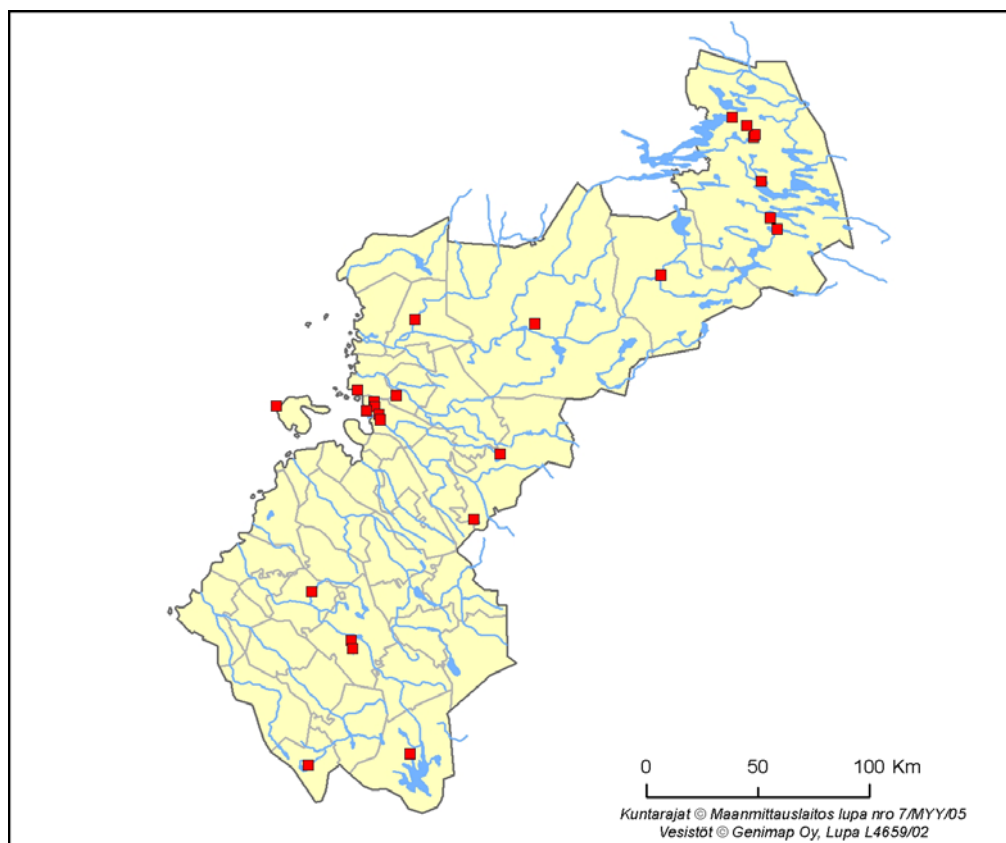 0 50 100 Km
Kuntarajat © Maanmittauslaitos lupa nro 7/MYY/05
Vesistöt © Genimap Oy, Lupa L4659/02